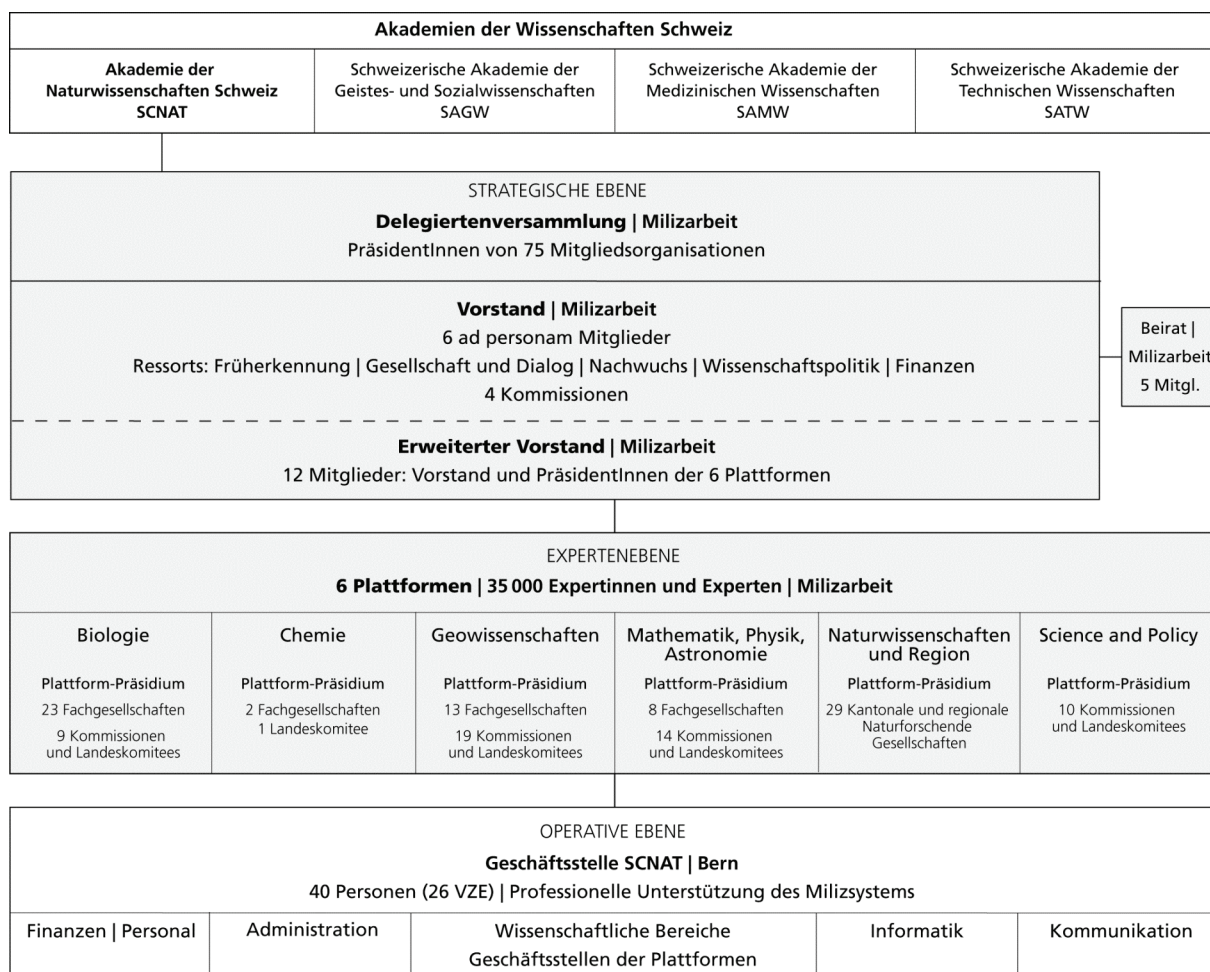 Akademien der Wissenschaften Schweiz
Akademie der
Naturwissenschaften Schweiz
SCNAT
Schweizerische Akademie der
Geistes- und Sozialwissenschaften
SAGW
Schweizerische Akademie der
Medizinischen Wissenschaften
SAMW
Schweizerische Akademie der
Technischen Wissenschaften
SATW
STRATEGISCHE EBENE
Delegiertenversammlung | Milizarbeit
PräsidentInnen von 75 Mitgliedsorganisationen
Vorstand | Milizarbeit
6 ad personam Mitglieder
Ressorts: Früherkennung | Gesellschaft und Dialog | Nachwuchs | Wissenschaftspolitik | Finanzen
4 Kommissionen
Erweiterter Vorstand | Milizarbeit
12 Mitglieder: Vorstand und PräsidentInnen der 6 Plattformen
Beirat |
Milizarbeit
5 Mitgl.
EXPERTENEBENE
6 Plattformen | 35 000 Expertinnen und Experten | Milizarbeit
Biologie
Plattform-Präsidium
23 Fachgesellschaften
9 Kommissionen
und Landeskomitees
Chemie
Plattform-Präsidium
2 Fachgesellschaften
1 Landeskomitee
Geowissenschaften
Plattform-Präsidium
13 Fachgesellschaften
19 Kommissionen
und Landeskomitees
Mathematik, Physik,
Astronomie
Plattform-Präsidium
8 Fachgesellschaften
14 Kommissionen
und Landeskomitees
Naturwissenschaften
und Region
Plattform-Präsidium
29 Kantonale und regionale
Naturforschende
Gesellschaften
Science and Policy
Plattform-Präsidium
10 Kommissionen
und Landeskomitees
OPERATIVE EBENE
Geschäftsstelle SCNAT | Bern
40 Personen (26 VZE) | Professionelle Unterstützung des Milizsystems
Finanzen | Personal
Administration
Wissenschaftliche Bereiche
Geschäftsstellen der Plattformen
Informatik
Kommunikation